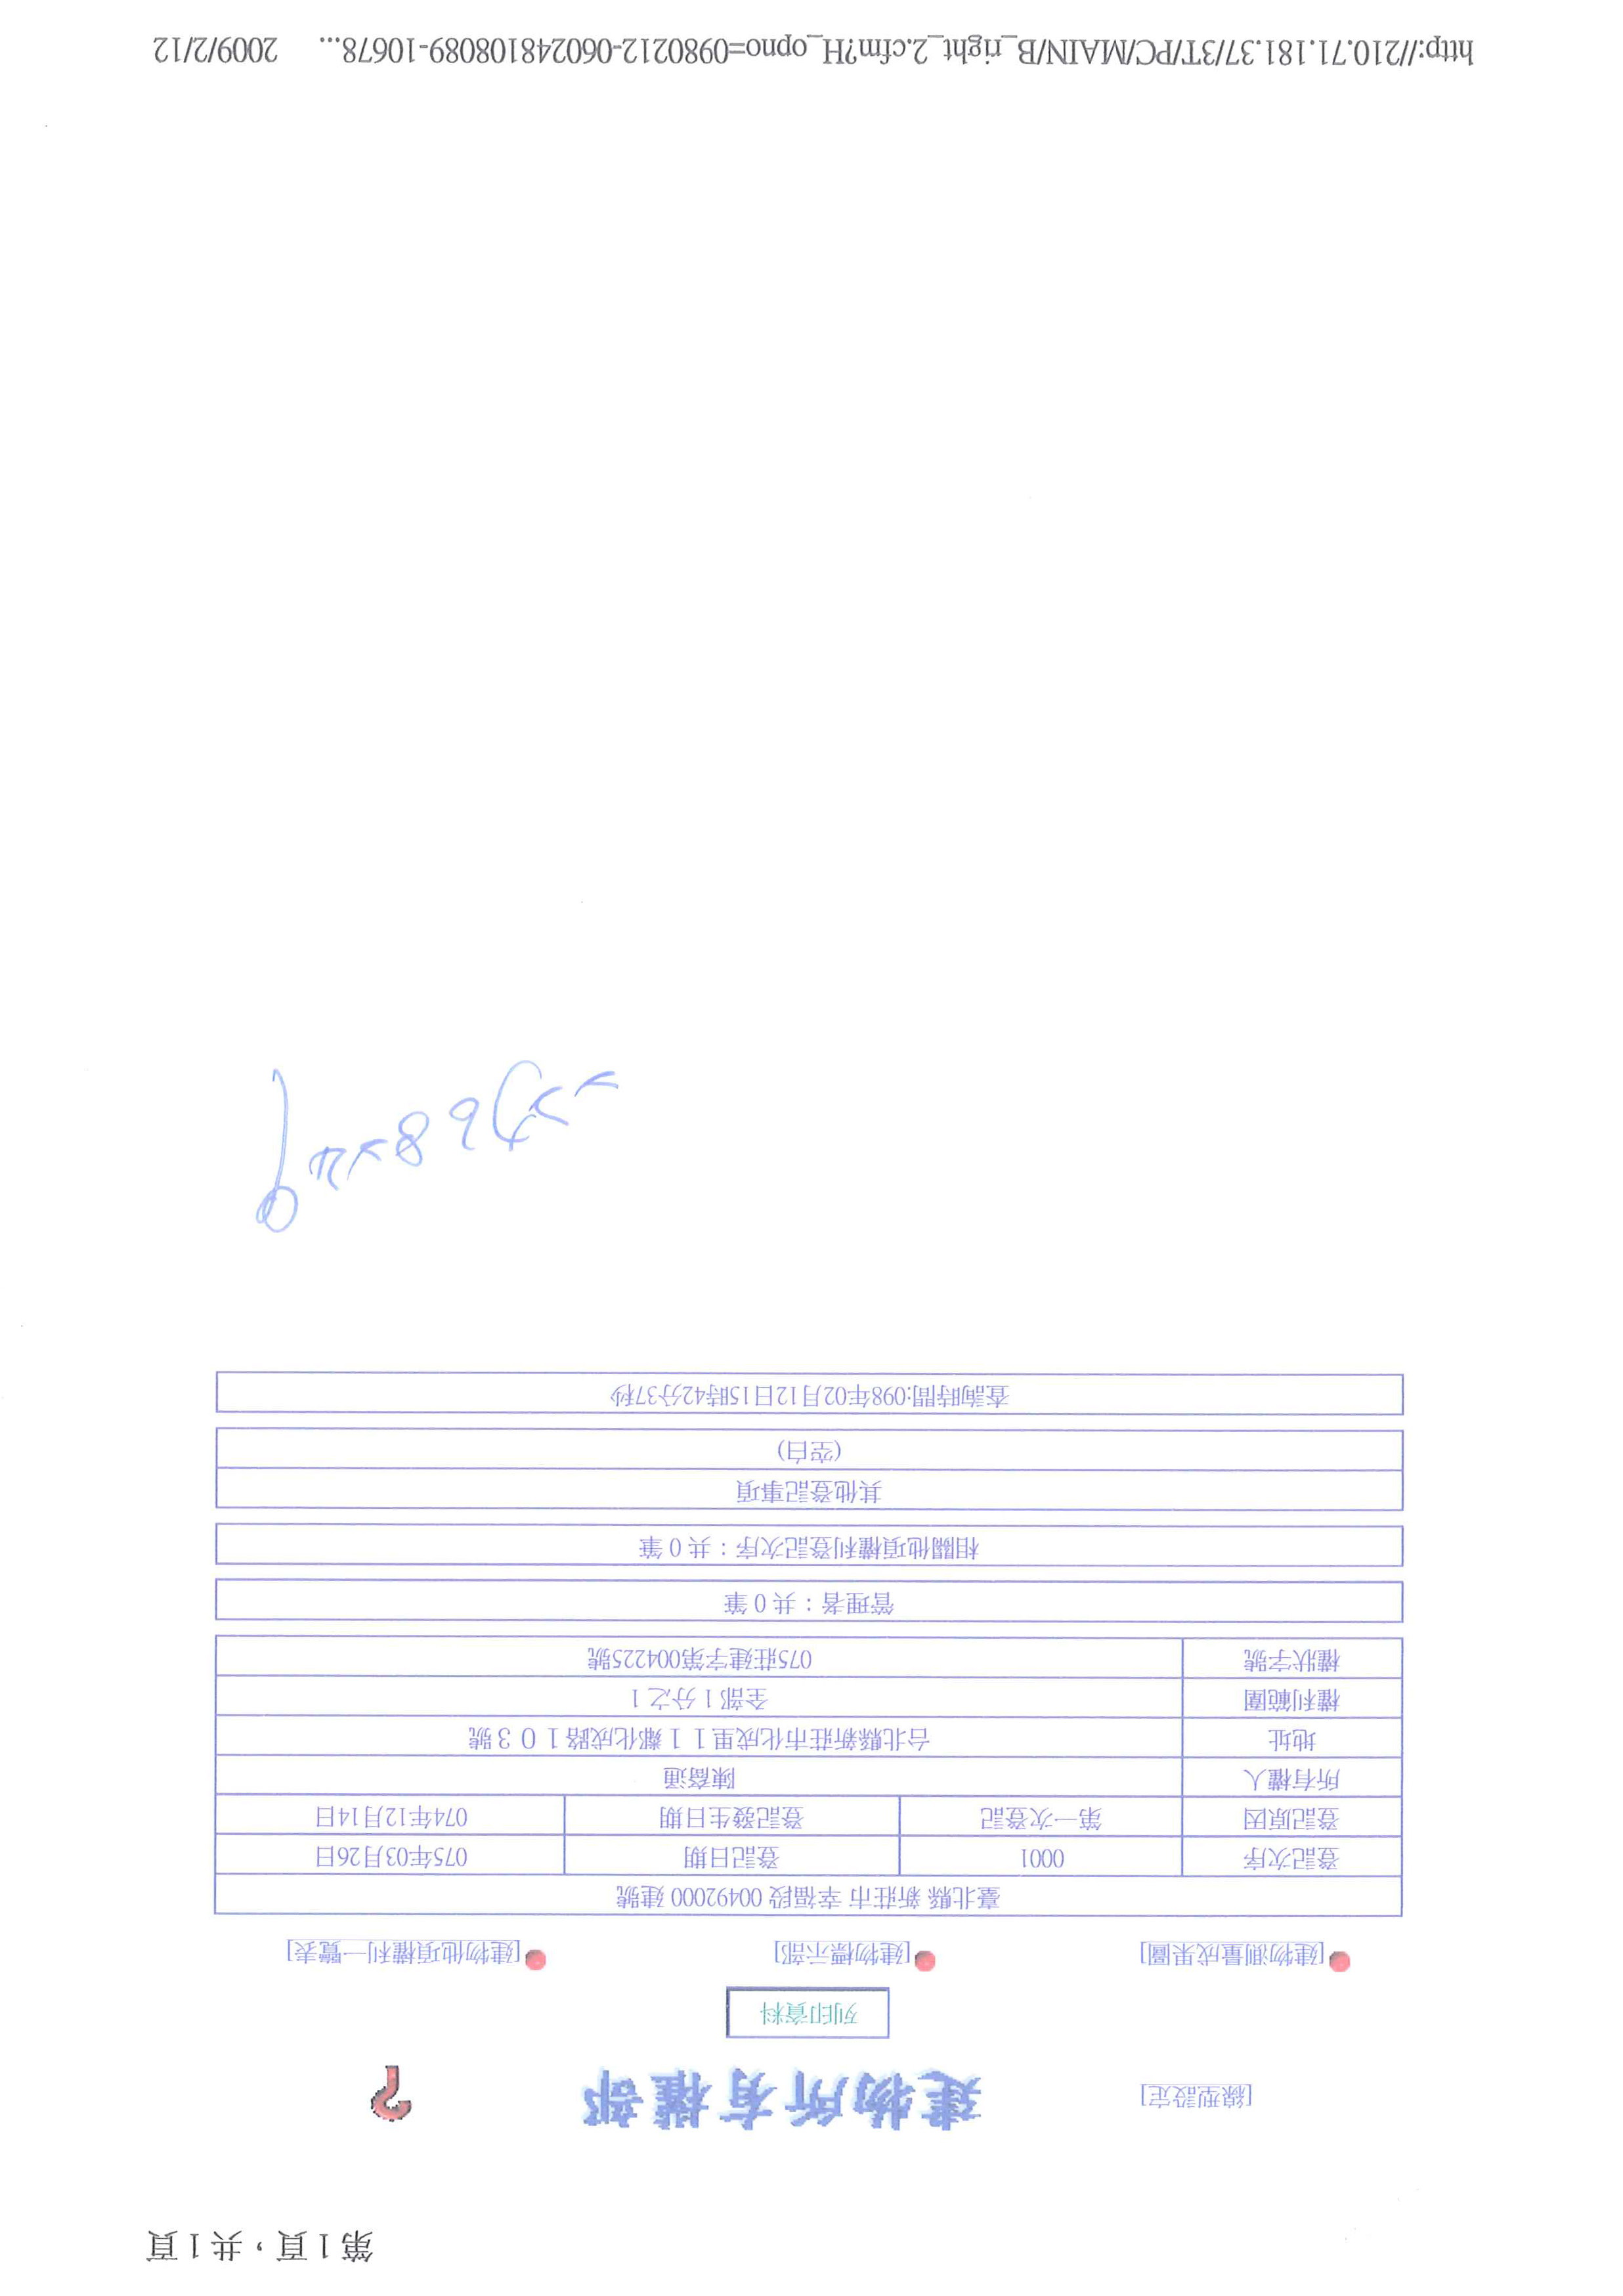 第1頁，共1頁
[線型設定] 建物所有權部 ?
列印資料
[建物測量成果圖] [建物標示部] [建物他項權利一覽表]
臺北縣 新莊市 幸福段 00492000 建號
登記次序 0001 登記日期 075年03月26日
登記原因 第一次登記 登記發生日期 074年12月14日
所有權人 陳裔通
地址 台北縣新莊市化成里１１鄰化成路１０３號
權利範圍 全部 1 分之 1
權狀字號 075莊建字第004225號
管理者：共 0 筆
相關他項權利登記次序：共 0 筆
其他登記事項
(空白)
查詢時間:098年02月12日15時42分37秒
http://210.71.181.37/3T/PC/MAIN/B_right_2.cfm?H_opno=0980212-060248108089-10678... 2009/2/12